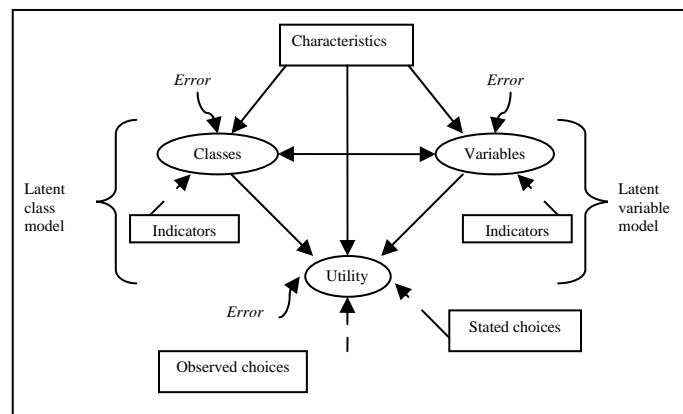 Characteristics
Error
Error
Classes
Variables
Latent
class
model
Latent
variable
model
Indicators
Indicators
Utility
Error
Stated choices
Observed choices